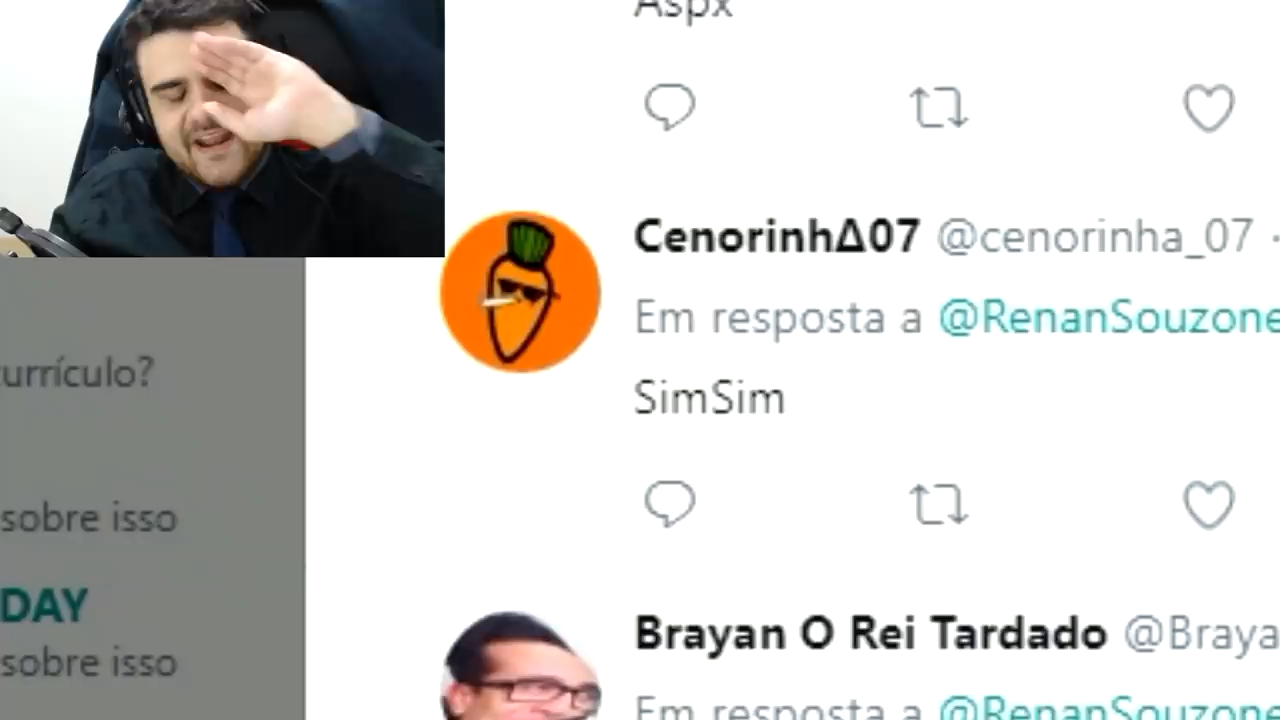 Aspx
CenorinhΔ07 @cenorinha_07 ·
Em resposta a @RenanSouzone
SimSim
urrículo?
sobre isso
DAY
sobre isso
Brayan O Rei Tardado @Braya
Em resposta a @RenanSouzone